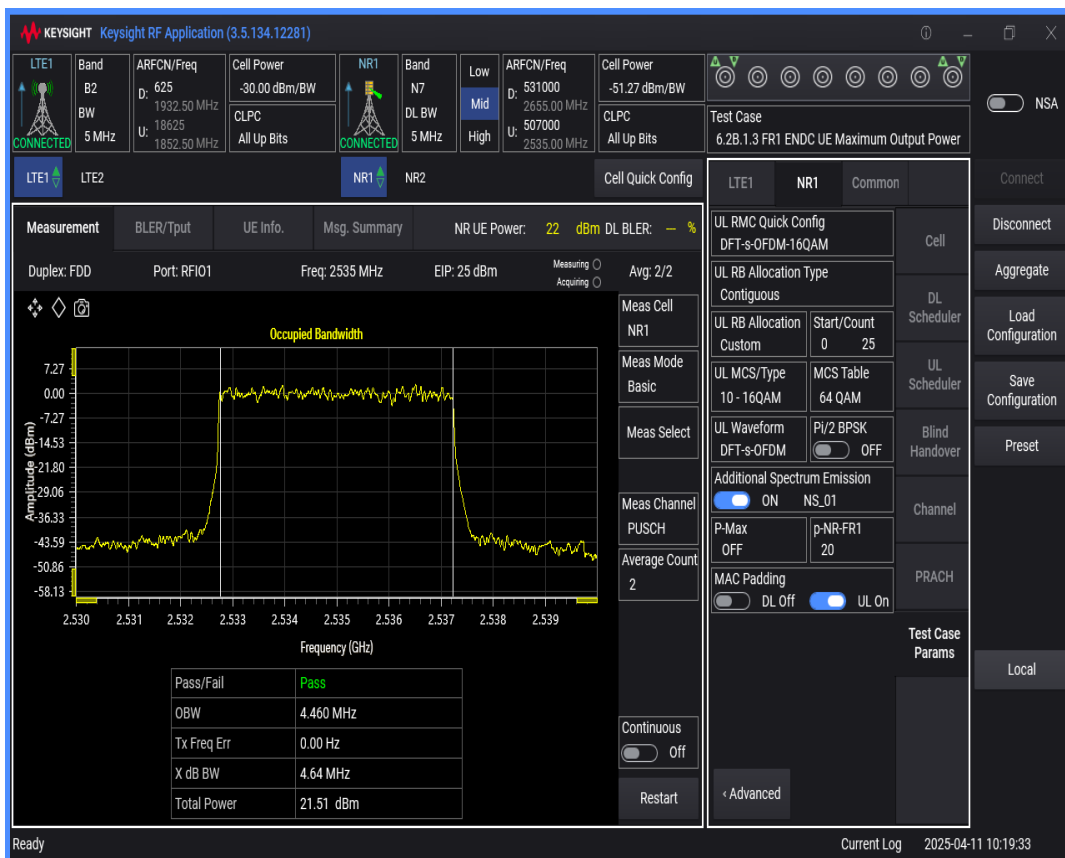 KEYSIGHT Keysight RF Application (3.5.134.12281)
LTE1
CONNECTED
Band
B2
BW
5 MHz
ARFCN/Freq
D: 625
1932.50 MHz
U: 18625
1852.50 MHz
Cell Power
-30.00 dBm/BW
CLPC
All Up Bits
NR1
CONNECTED
Band
N7
DL BW
5 MHz
Low
Mid
High
ARFCN/Freq
D: 531000
2655.00 MHz
U: 507000
2535.00 MHz
Cell Power
-51.27 dBm/BW
CLPC
All Up Bits
Test Case
6.2B.1.3 FR1 ENDC UE Maximum Output Power
NSA
LTE1 LTE2 NR1 NR2 Cell Quick Config
Measurement BLER/Tput UE Info. Msg. Summary NR UE Power: 22 dBm DL BLER: — %
Duplex: FDD Port: RFIO1 Freq: 2535 MHz EIP: 25 dBm Measuring Acquiring Avg: 2/2
Occupied Bandwidth
Amplitude (dBm)
7.27
0.00
-7.27
-14.53
-21.80
-29.06
-36.33
-43.59
-50.86
-58.13
2.530 2.531 2.532 2.533 2.534 2.535 2.536 2.537 2.538 2.539
Frequency (GHz)
Pass/Fail Pass
OBW 4.460 MHz
Tx Freq Err 0.00 Hz
X dB BW 4.64 MHz
Total Power 21.51 dBm
Meas Cell
NR1
Meas Mode
Basic
Meas Select
Meas Channel
PUSCH
Average Count
2
Continuous
Off
Restart
LTE1 NR1 Common
UL RMC Quick Config
DFT-s-OFDM-16QAM
UL RB Allocation Type
Contiguous
UL RB Allocation
Custom
Start/Count
0 25
UL MCS/Type
10 - 16QAM
MCS Table
64 QAM
UL Waveform
DFT-s-OFDM
Pi/2 BPSK
OFF
Additional Spectrum Emission
ON NS_01
P-Max
OFF
p-NR-FR1
20
MAC Padding
DL Off UL On
‹ Advanced
Cell
DL
Scheduler
UL
Scheduler
Blind
Handover
Channel
PRACH
Test Case
Params
Connect
Disconnect
Aggregate
Load
Configuration
Save
Configuration
Preset
Local
Ready Current Log 2025-04-11 10:19:33